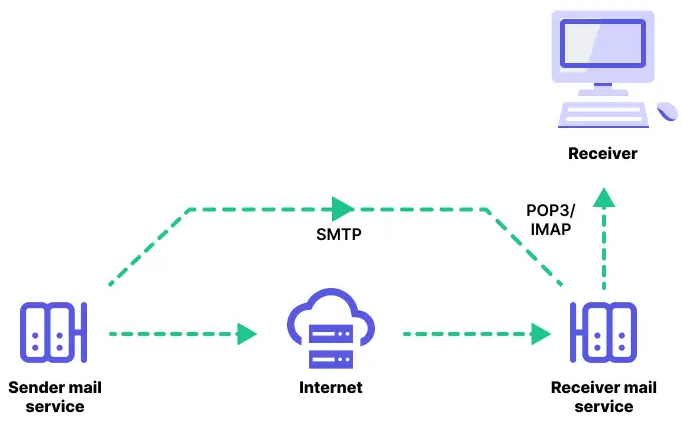 Receiver
POP3/
IMAP
SMTP
Sender mail
service
Internet
Receiver mail
service